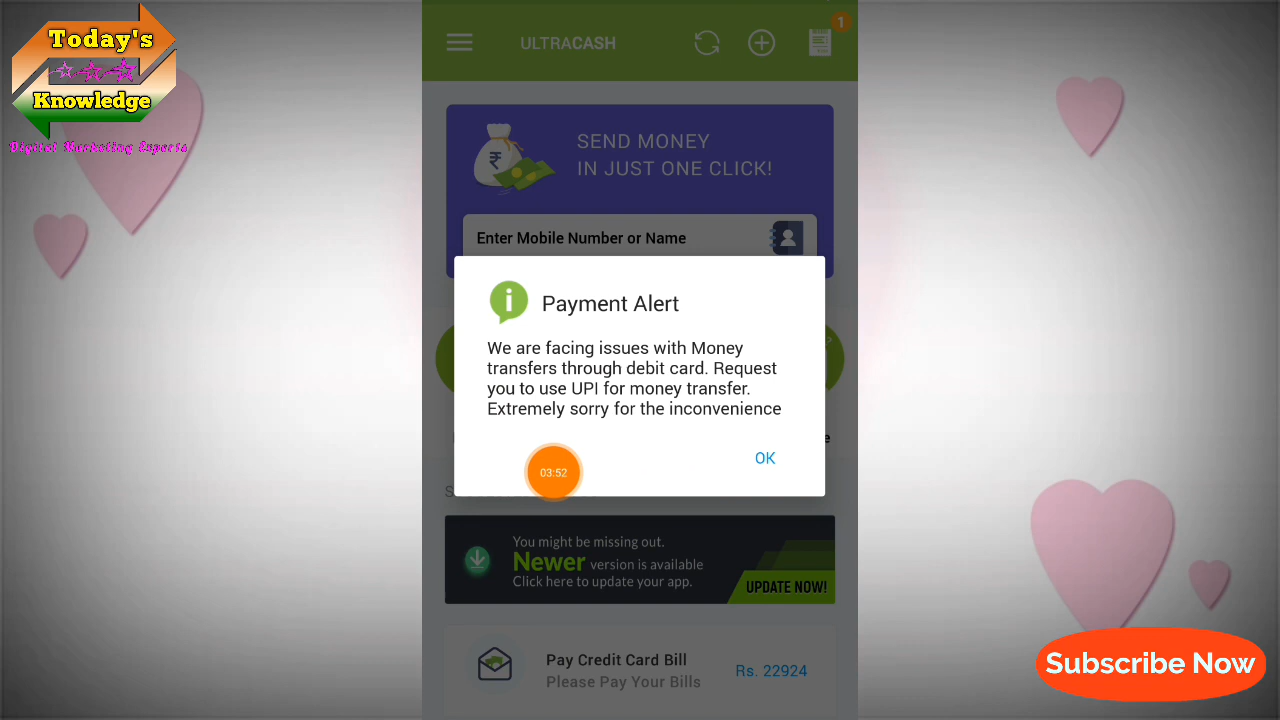 Today's
Knowledge
Digital Marketing Experts
ULTRACASH
1
SEND MONEY
IN JUST ONE CLICK!
Enter Mobile Number or Name
Payment Alert
We are facing issues with Money
transfers through debit card. Request
you to use UPI for money transfer.
Extremely sorry for the inconvenience
OK
03:52
You might be missing out.
Newer version is available
Click here to update your app.
UPDATE NOW!
Pay Credit Card Bill
Please Pay Your Bills
Rs. 22924
Subscribe Now